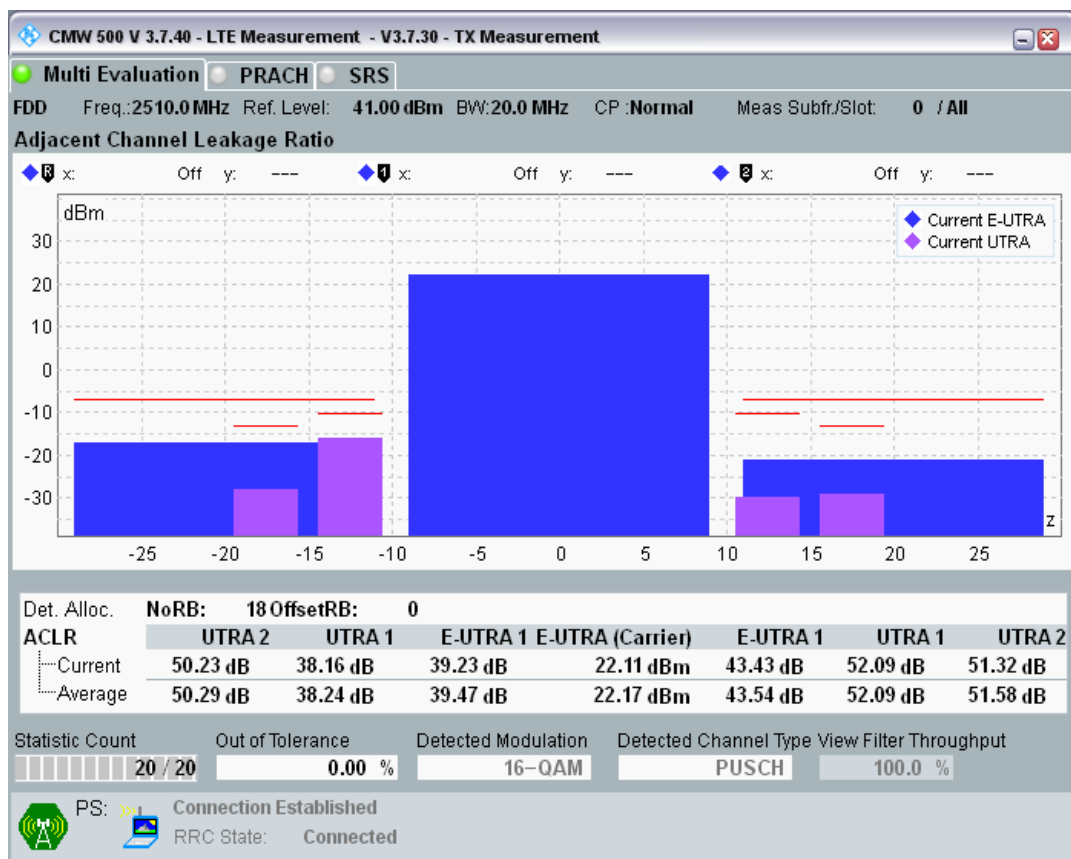 CMW 500 V 3.7.40 - LTE Measurement - V3.7.30 - TX Measurement
Multi Evaluation PRACH SRS
FDD Freq.:2510.0 MHz Ref. Level: 41.00 dBm BW:20.0 MHz CP :Normal Meas Subfr./Slot: 0 / All
Adjacent Channel Leakage Ratio
R x: Off y: --- 1 x: Off y: --- 2 x: Off y: ---
dBm
Current E-UTRA
Current UTRA
30
20
10
0
-10
-20
-30
z
-25 -20 -15 -10 -5 0 5 10 15 20 25
Det. Alloc. NoRB: 18 OffsetRB: 0
ACLR UTRA 2 UTRA 1 E-UTRA 1 E-UTRA (Carrier) E-UTRA 1 UTRA 1 UTRA 2
Current 50.23 dB 38.16 dB 39.23 dB 22.11 dBm 43.43 dB 52.09 dB 51.32 dB
Average 50.29 dB 38.24 dB 39.47 dB 22.17 dBm 43.54 dB 52.09 dB 51.58 dB
Statistic Count Out of Tolerance Detected Modulation Detected Channel Type View Filter Throughput
20 / 20 0.00 % 16-QAM PUSCH 100.0 %
PS: Connection Established
RRC State: Connected